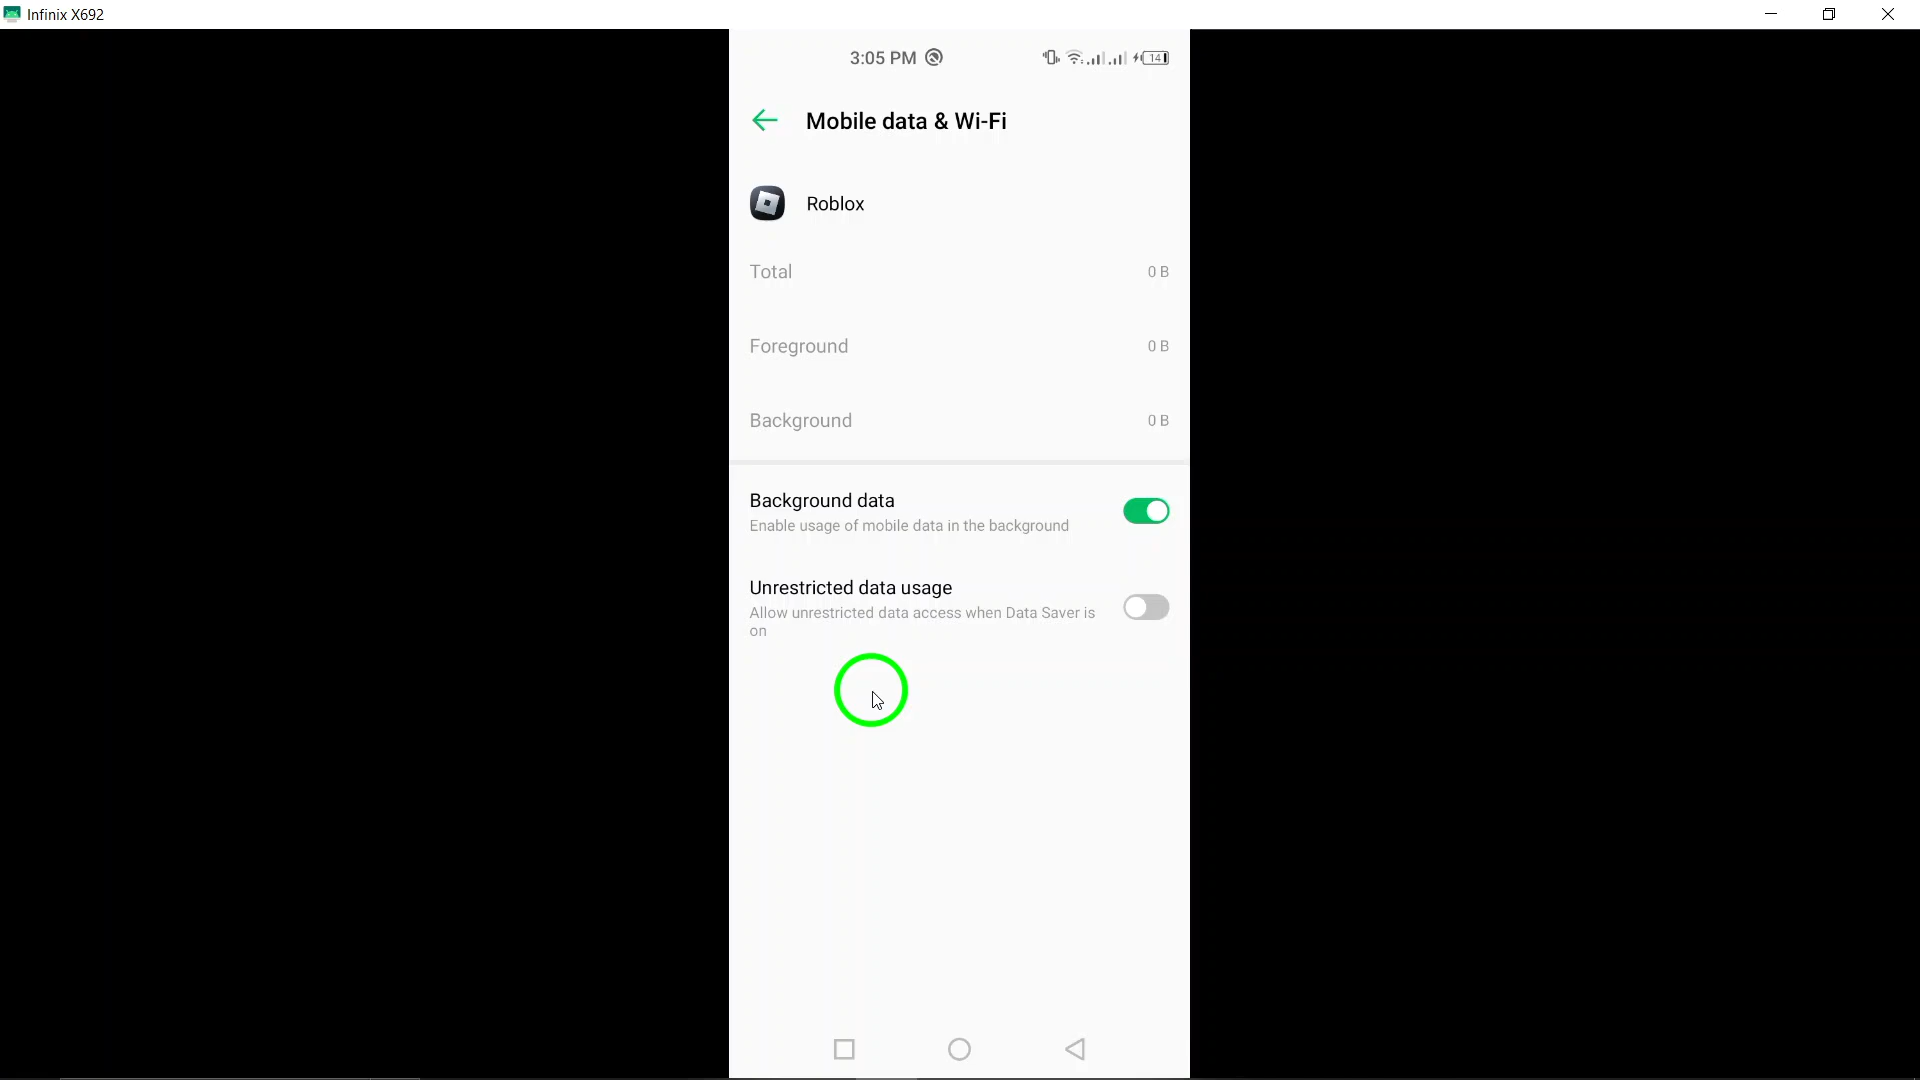 Infinix X692
3:05 PM
14
Mobile data & Wi-Fi
Roblox
Total 0 B
Foreground 0 B
Background 0 B
Background data
Enable usage of mobile data in the background
Unrestricted data usage
Allow unrestricted data access when Data Saver is
on